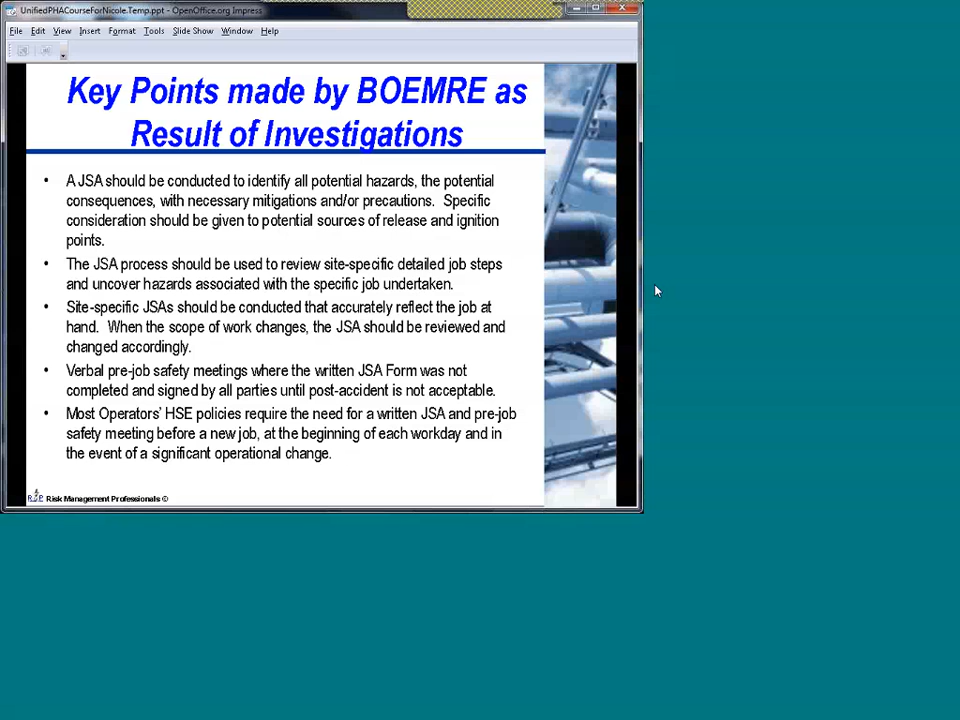 UnifiedPHACourseForNicole.Temp.ppt - OpenOffice.org Impress
File Edit View Insert Format Tools Slide Show Window Help
Key Points made by BOEMRE as
Result of Investigations
• A JSA should be conducted to identify all potential hazards, the potential
consequences, with necessary mitigations and/or precautions. Specific
consideration should be given to potential sources of release and ignition
points.
• The JSA process should be used to review site-specific detailed job steps
and uncover hazards associated with the specific job undertaken.
• Site-specific JSAs should be conducted that accurately reflect the job at
hand. When the scope of work changes, the JSA should be reviewed and
changed accordingly.
• Verbal pre-job safety meetings where the written JSA Form was not
completed and signed by all parties until post-accident is not acceptable.
• Most Operators' HSE policies require the need for a written JSA and pre-job
safety meeting before a new job, at the beginning of each workday and in
the event of a significant operational change.
Risk Management Professionals ©